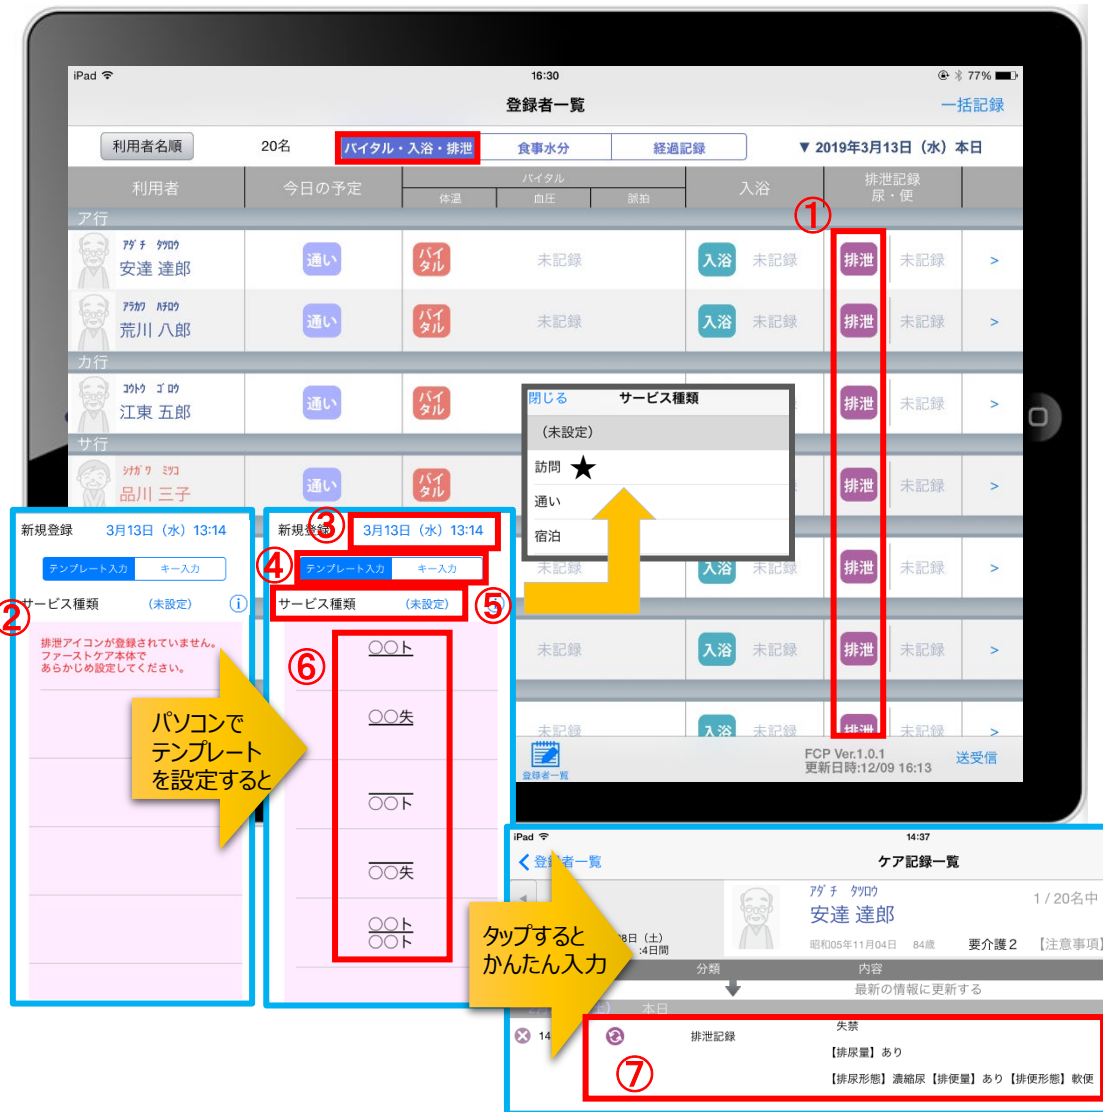 iPad 16:30 77%
登録者一覧 一括記録
利用者名順 20名 バイタル・入浴・排泄 食事水分 経過記録 ▼ 2019年3月13日（水）本日
利用者 今日の予定 バイタル 入浴 排泄記録
体温 血圧 脈拍 尿・便
ア行
①
ｱﾀﾞﾁ ﾀﾂﾛｳ
安達 達郎 通い バイタル 未記録 入浴 未記録 排泄 未記録 >
ｱﾗｶﾜ ﾊﾁﾛｳ
荒川 八郎 通い バイタル 未記録 入浴 未記録 排泄 未記録 >
カ行
ｺｳﾄｳ ｺﾞﾛｳ
江東 五郎 通い バイタル 排泄 未記録 >
サ行
ｼﾅｶﾞﾜ ﾐﾂｺ
品川 三子 通い バイタル 排泄 未記録 >
閉じる サービス種類
（未設定）
訪問 ★
通い
宿泊
未記録 入浴 未記録 排泄 未記録 >
未記録 入浴 未記録 排泄 未記録 >
未記録 入浴 未記録 排泄 未記録 >
登録者一覧
FCP Ver.1.0.1
更新日時:12/09 16:13
送受信
新規登録 3月13日（水）13:14
テンプレート入力 キー入力
② サービス種類 （未設定） i
排泄アイコンが登録されていません。
ファーストケア本体で
あらかじめ設定してください。
パソコンで
テンプレート
を設定すると
新規登録 ③ 3月13日（水）13:14
④ テンプレート入力 キー入力
サービス種類 （未設定） ⑤
⑥
○○ト
○○失
○○ト
○○失
○○ト
○○ト
タップすると
かんたん入力
iPad 14:37
登録者一覧 ケア記録一覧
ｱﾀﾞﾁ ﾀﾂﾛｳ 1 / 20名中
安達 達郎
8日（土）
:4日間
昭和05年11月04日 84歳 要介護２ 【注意事項】
分類 内容
最新の情報に更新する
本日
14 排泄記録 失禁
【排尿量】あり
⑦ 【排尿形態】濃縮尿【排便量】あり【排便形態】軟便